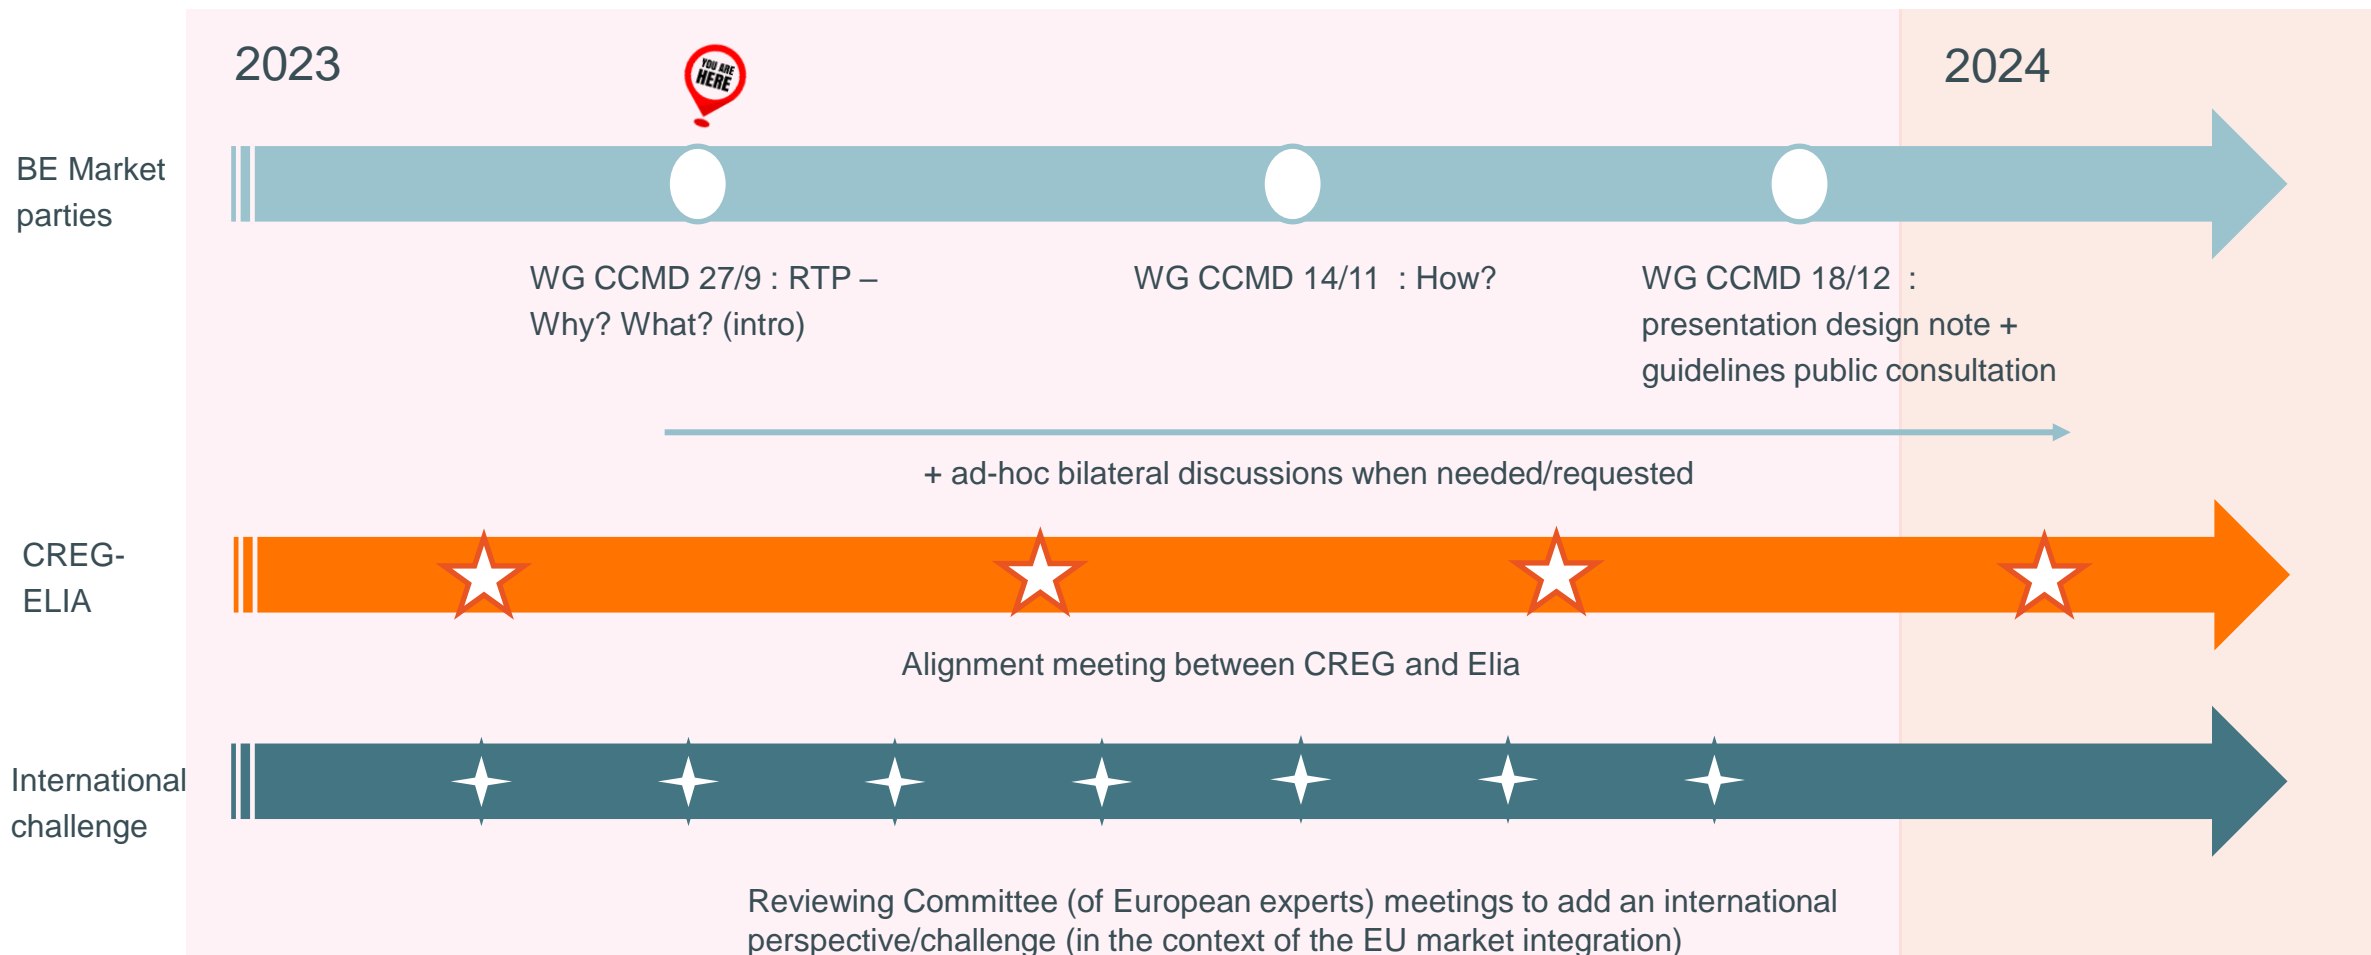 2023
YOU ARE
HERE
2024
BE Market
parties
WG CCMD 27/9 : RTP –
Why? What? (intro)
WG CCMD 14/11 : How?
WG CCMD 18/12 :
presentation design note +
guidelines public consultation
+ ad-hoc bilateral discussions when needed/requested
CREG-
ELIA
Alignment meeting between CREG and Elia
International
challenge
Reviewing Committee (of European experts) meetings to add an international
perspective/challenge (in the context of the EU market integration)